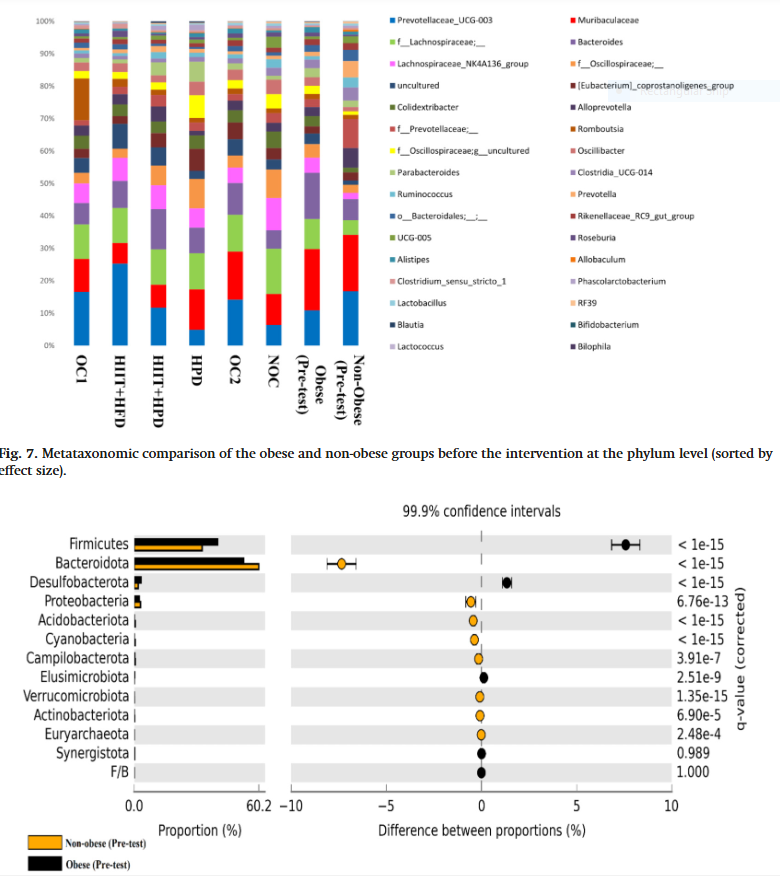 100%
90%
80%
70%
60%
50%
40%
30%
20%
10%
0%
OC1
HIIT+HFD
HIIT+HPD
HPD
OC2
NOC
Obese
(Pre-test)
Non-Obese
(Pre-test)
Prevotellaceae_UCG-003
Muribaculaceae
f__Lachnospiraceae;__
Bacteroides
Lachnospiraceae_NK4A136_group
f__Oscillospiraceae;__
uncultured
[Eubacterium]_coprostanoligenes_group
Colidextribacter
Alloprevotella
f__Prevotellaceae;__
Romboutsia
f__Oscillospiraceae;g__uncultured
Oscillibacter
Parabacteroides
Clostridia_UCG-014
Ruminococcus
Prevotella
o__Bacteroidales;__;__
Rikenellaceae_RC9_gut_group
UCG-005
Roseburia
Alistipes
Allobaculum
Clostridium_sensu_stricto_1
Phascolarctobacterium
Lactobacillus
RF39
Blautia
Bifidobacterium
Lactococcus
Bilophila
Fig. 7. Metataxonomic comparison of the obese and non-obese groups before the intervention at the phylum level (sorted by
effect size).
99.9% confidence intervals
Firmicutes < 1e-15
Bacteroidota < 1e-15
Desulfobacterota < 1e-15
Proteobacteria 6.76e-13
Acidobacteriota < 1e-15
Cyanobacteria < 1e-15
Campilobacterota 3.91e-7
Elusimicrobiota 2.51e-9
Verrucomicrobiota 1.35e-15
Actinobacteriota 6.90e-5
Euryarchaeota 2.48e-4
Synergistota 0.989
F/B 1.000
q-value (corrected)
0.0 60.2 −10 −5 0 5 10
Proportion (%) Difference between proportions (%)
Non-obese (Pre-test)
Obese (Pre-test)